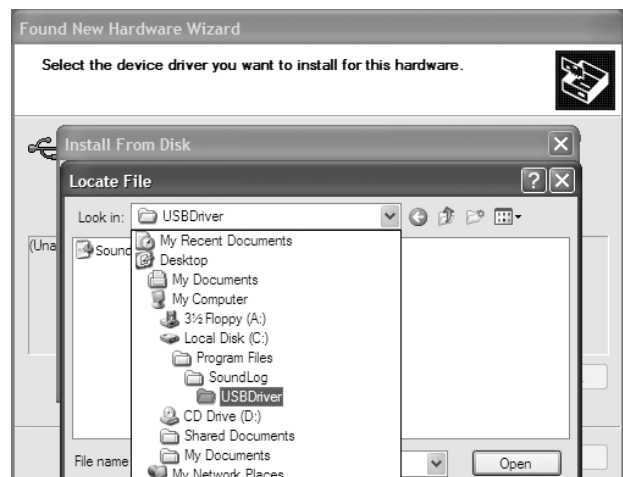 Found New Hardware Wizard
Select the device driver you want to install for this hardware.
Install From Disk
Locate File
Look in: USBDriver
(Una
Sound
My Recent Documents
Desktop
My Documents
My Computer
3½ Floppy (A:)
Local Disk (C:)
Program Files
SoundLog
USBDriver
CD Drive (D:)
Shared Documents
My Documents
My Network Places
File name
Open